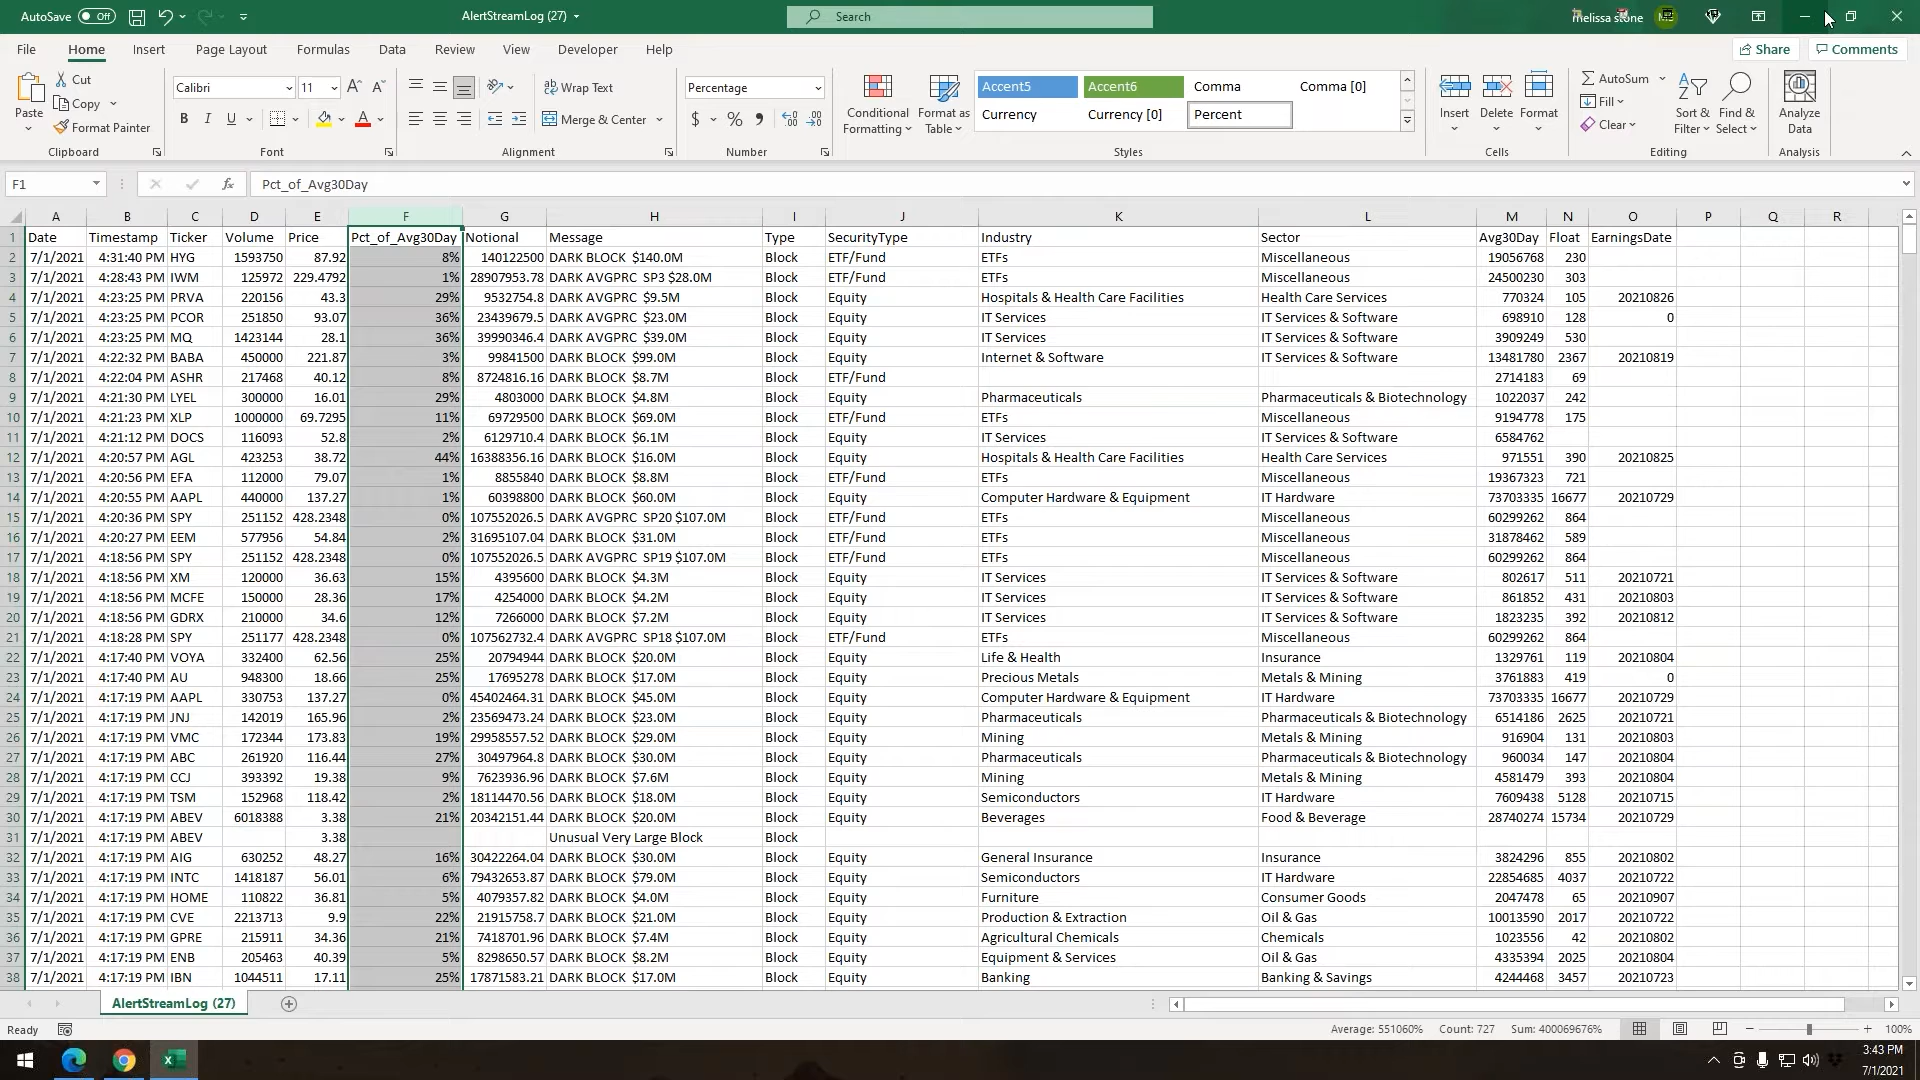 AutoSave Off AlertStreamLog (27) Search melissa stone
File Home Insert Page Layout Formulas Data Review View Developer Help Share Comments
Cut
Copy
Format Painter
Paste
Clipboard
Calibri 11
B I U
Font
Wrap Text
Merge & Center
Alignment
Percentage
$ % ,
Number
Conditional Formatting
Format as Table
Accent5 Accent6 Comma Comma [0]
Currency Currency [0] Percent
Styles
Insert Delete Format
Cells
AutoSum
Fill
Clear
Sort & Filter
Find & Select
Editing
Analyze Data
Analysis
F1 fx Pct_of_Avg30Day
A B C D E F G H I J K L M N O P Q R
1 Date Timestamp Ticker Volume Price Pct_of_Avg30Day Notional Message Type SecurityType Industry Sector Avg30Day Float EarningsDate
2 7/1/2021 4:31:40 PM HYG 1593750 87.92 8% 140122500 DARK BLOCK $140.0M Block ETF/Fund ETFs Miscellaneous 19056768 230
3 7/1/2021 4:28:43 PM IWM 125972 229.4792 1% 28907953.8 DARK AVGPRC SP3 $28.0M Block ETF/Fund ETFs Miscellaneous 24500230 303
4 7/1/2021 4:23:25 PM PRVA 220156 43.3 29% 9532754.8 DARK AVGPRC $9.5M Block Equity Hospitals & Health Care Facilities Health Care Services 770324 105 20210826
5 7/1/2021 4:23:25 PM PCOR 251850 93.07 36% 23439679.5 DARK AVGPRC $23.0M Block Equity IT Services IT Services & Software 698910 128 0
6 7/1/2021 4:23:25 PM MQ 1423144 28.1 36% 39990346.4 DARK AVGPRC $39.0M Block Equity IT Services IT Services & Software 3909249 530
7 7/1/2021 4:22:32 PM BABA 450000 221.87 3% 99841500 DARK BLOCK $99.0M Block Equity Internet & Software IT Services & Software 13481780 2367 20210819
8 7/1/2021 4:22:04 PM ASHR 217468 40.12 8% 8724816.16 DARK BLOCK $8.7M Block ETF/Fund 2714183 69
9 7/1/2021 4:21:30 PM LYEL 300000 16.01 29% 4803000 DARK BLOCK $4.8M Block Equity Pharmaceuticals Pharmaceuticals & Biotechnology 1022037 242
10 7/1/2021 4:21:23 PM XLP 1000000 69.7295 11% 69729500 DARK BLOCK $69.0M Block ETF/Fund ETFs Miscellaneous 9194778 175
11 7/1/2021 4:21:12 PM DOCS 116093 52.8 2% 6129710.4 DARK BLOCK $6.1M Block Equity IT Services IT Services & Software 6584762
12 7/1/2021 4:20:57 PM AGL 423253 38.72 44% 16388356.16 DARK BLOCK $16.0M Block Equity Hospitals & Health Care Facilities Health Care Services 971551 390 20210825
13 7/1/2021 4:20:56 PM EFA 112000 79.07 1% 8855840 DARK BLOCK $8.8M Block ETF/Fund ETFs Miscellaneous 19367323 721
14 7/1/2021 4:20:55 PM AAPL 440000 137.27 1% 60398800 DARK BLOCK $60.0M Block Equity Computer Hardware & Equipment IT Hardware 73703335 16677 20210729
15 7/1/2021 4:20:36 PM SPY 251152 428.2348 0% 107552026.5 DARK AVGPRC SP20 $107.0M Block ETF/Fund ETFs Miscellaneous 60299262 864
16 7/1/2021 4:20:27 PM EEM 577956 54.84 2% 31695107.04 DARK BLOCK $31.0M Block ETF/Fund ETFs Miscellaneous 31878462 589
17 7/1/2021 4:18:56 PM SPY 251152 428.2348 0% 107552026.5 DARK AVGPRC SP19 $107.0M Block ETF/Fund ETFs Miscellaneous 60299262 864
18 7/1/2021 4:18:56 PM XM 120000 36.63 15% 4395600 DARK BLOCK $4.3M Block Equity IT Services IT Services & Software 802617 511 20210721
19 7/1/2021 4:18:56 PM MCFE 150000 28.36 17% 4254000 DARK BLOCK $4.2M Block Equity IT Services IT Services & Software 861852 431 20210803
20 7/1/2021 4:18:56 PM GDRX 210000 34.6 12% 7266000 DARK BLOCK $7.2M Block Equity IT Services IT Services & Software 1823235 392 20210812
21 7/1/2021 4:18:28 PM SPY 251177 428.2348 0% 107562732.4 DARK AVGPRC SP18 $107.0M Block ETF/Fund ETFs Miscellaneous 60299262 864
22 7/1/2021 4:17:40 PM VOYA 332400 62.56 25% 20794944 DARK BLOCK $20.0M Block Equity Life & Health Insurance 1329761 119 20210804
23 7/1/2021 4:17:40 PM AU 948300 18.66 25% 17695278 DARK BLOCK $17.0M Block Equity Precious Metals Metals & Mining 3761883 419 0
24 7/1/2021 4:17:19 PM AAPL 330753 137.27 0% 45402464.31 DARK BLOCK $45.0M Block Equity Computer Hardware & Equipment IT Hardware 73703335 16677 20210729
25 7/1/2021 4:17:19 PM JNJ 142019 165.96 2% 23569473.24 DARK BLOCK $23.0M Block Equity Pharmaceuticals Pharmaceuticals & Biotechnology 6514186 2625 20210721
26 7/1/2021 4:17:19 PM VMC 172344 173.83 19% 29958557.52 DARK BLOCK $29.0M Block Equity Mining Metals & Mining 916904 131 20210803
27 7/1/2021 4:17:19 PM ABC 261920 116.44 27% 30497964.8 DARK BLOCK $30.0M Block Equity Pharmaceuticals Pharmaceuticals & Biotechnology 960034 147 20210804
28 7/1/2021 4:17:19 PM CCJ 393392 19.38 9% 7623936.96 DARK BLOCK $7.6M Block Equity Mining Metals & Mining 4581479 393 20210804
29 7/1/2021 4:17:19 PM TSM 152968 118.42 2% 18114470.56 DARK BLOCK $18.0M Block Equity Semiconductors IT Hardware 7609438 5128 20210715
30 7/1/2021 4:17:19 PM ABEV 6018388 3.38 21% 20342151.44 DARK BLOCK $20.0M Block Equity Beverages Food & Beverage 28740274 15734 20210729
31 7/1/2021 4:17:19 PM ABEV 3.38 Unusual Very Large Block Block
32 7/1/2021 4:17:19 PM AIG 630252 48.27 16% 30422264.04 DARK BLOCK $30.0M Block Equity General Insurance Insurance 3824296 855 20210802
33 7/1/2021 4:17:19 PM INTC 1418187 56.01 6% 79432653.87 DARK BLOCK $79.0M Block Equity Semiconductors IT Hardware 22854685 4037 20210722
34 7/1/2021 4:17:19 PM HOME 110822 36.81 5% 4079357.82 DARK BLOCK $4.0M Block Equity Furniture Consumer Goods 2047478 65 20210907
35 7/1/2021 4:17:19 PM CVE 2213713 9.9 22% 21915758.7 DARK BLOCK $21.0M Block Equity Production & Extraction Oil & Gas 10013590 2017 20210722
36 7/1/2021 4:17:19 PM GPRE 215911 34.36 21% 7418701.96 DARK BLOCK $7.4M Block Equity Agricultural Chemicals Chemicals 1023556 42 20210802
37 7/1/2021 4:17:19 PM ENB 205463 40.39 5% 8298650.57 DARK BLOCK $8.2M Block Equity Equipment & Services Oil & Gas 4335394 2025 20210804
38 7/1/2021 4:17:19 PM IBN 1044511 17.11 25% 17871583.21 DARK BLOCK $17.0M Block Equity Banking Banking & Savings 4244468 3457 20210723
AlertStreamLog (27)
Ready Average: 551060% Count: 727 Sum: 400069676% 100%
3:43 PM
7/1/2021